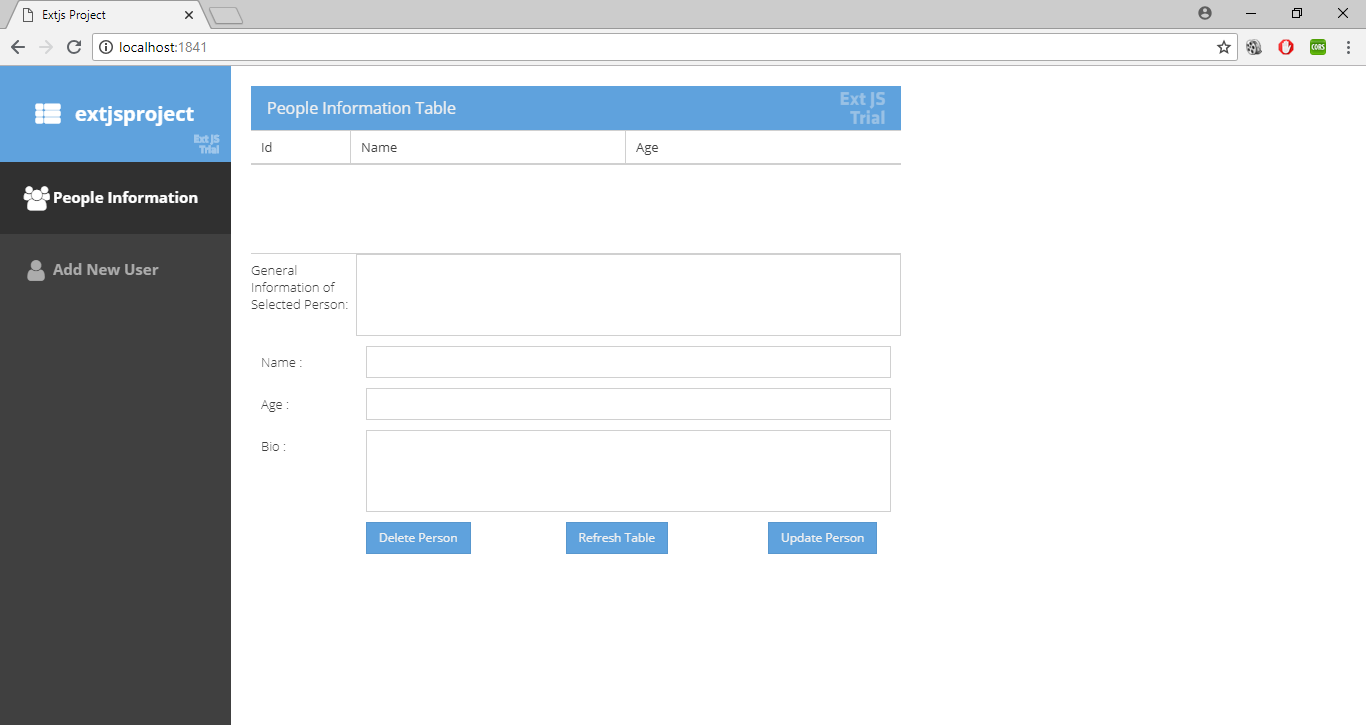 Extjs Project
localhost:1841
CORS
extjsproject
Ext JS
Trial
People Information
Add New User
People Information Table
Ext JS
Trial
Id Name Age
General
Information of
Selected Person:
Name :
Age :
Bio :
Delete Person Refresh Table Update Person